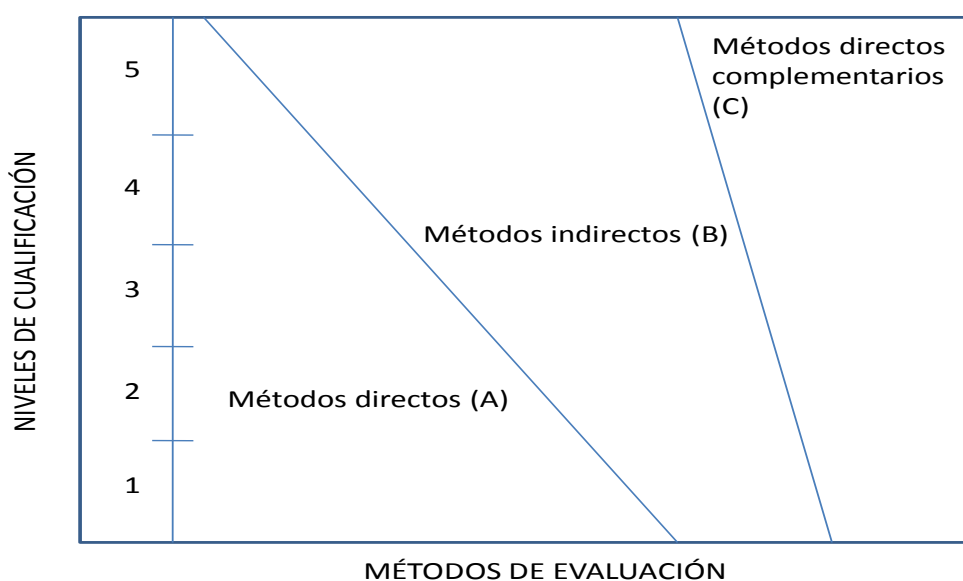 NIVELES DE CUALIFICACIÓN
5
4
3
2
1
Métodos directos
complementarios
(C)
Métodos indirectos (B)
Métodos directos (A)
MÉTODOS DE EVALUACIÓN